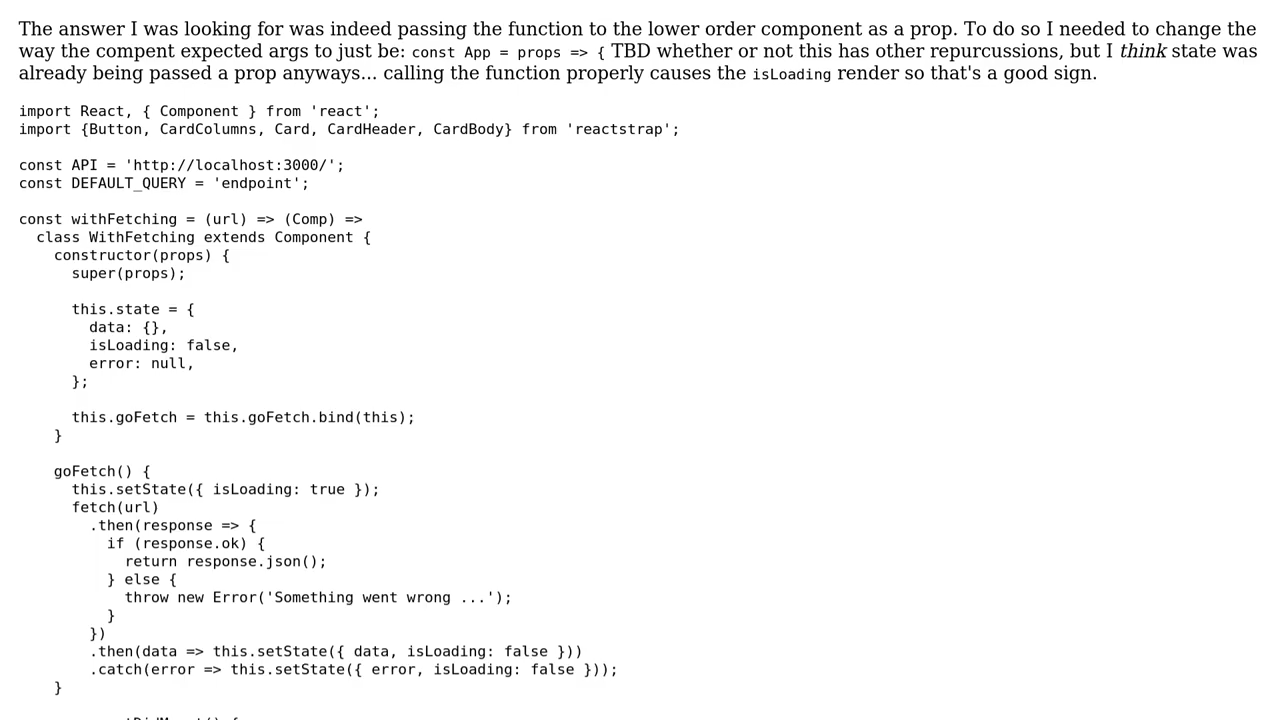 The answer I was looking for was indeed passing the function to the lower order component as a prop. To do so I needed to change the
way the compent expected args to just be: const App = props => { TBD whether or not this has other repurcussions, but I think state was
already being passed a prop anyways... calling the function properly causes the isLoading render so that's a good sign.
import React, { Component } from 'react';
import {Button, CardColumns, Card, CardHeader, CardBody} from 'reactstrap';
const API = 'http://localhost:3000/';
const DEFAULT_QUERY = 'endpoint';
const withFetching = (url) => (Comp) =>
  class WithFetching extends Component {
    constructor(props) {
      super(props);
      this.state = {
        data: {},
        isLoading: false,
        error: null,
      };
      this.goFetch = this.goFetch.bind(this);
    }
    goFetch() {
      this.setState({ isLoading: true });
      fetch(url)
        .then(response => {
          if (response.ok) {
            return response.json();
          } else {
            throw new Error('Something went wrong ...');
          }
        })
        .then(data => this.setState({ data, isLoading: false }))
        .catch(error => this.setState({ error, isLoading: false }));
    }